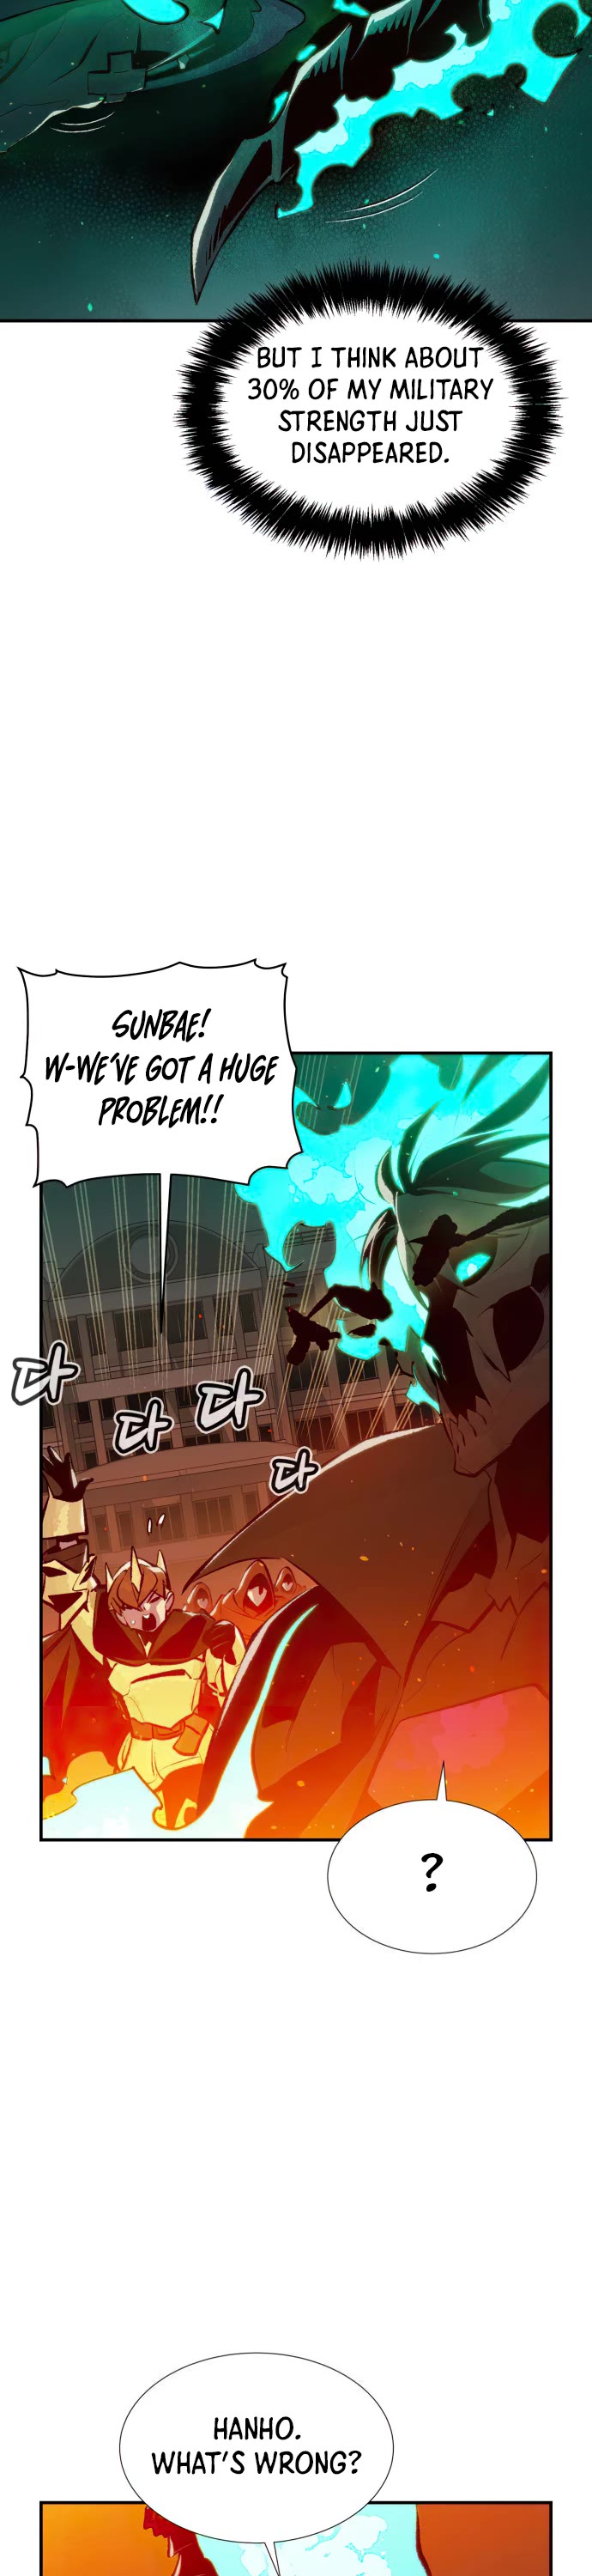 BUT I THINK ABOUT
30% OF MY MILITARY
STRENGTH JUST
DISAPPEARED.
SUNBAE!
W-WE'VE GOT A HUGE
PROBLEM!!
다
다
다
다
?
HANHO.
WHAT'S WRONG?